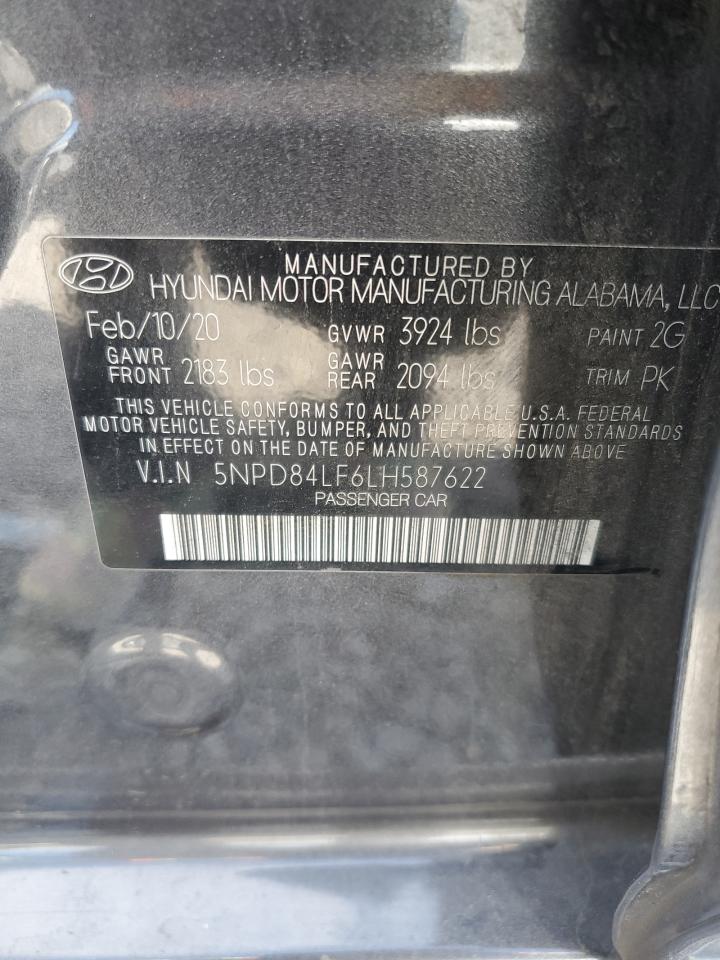 MANUFACTURED BY
HYUNDAI MOTOR MANUFACTURING ALABAMA, LLC
Feb/10/20 GVWR 3924 lbs PAINT 2G
GAWR FRONT 2183 lbs GAWR REAR 2094 lbs TRIM PK
THIS VEHICLE CONFORMS TO ALL APPLICABLE U.S.A. FEDERAL
MOTOR VEHICLE SAFETY, BUMPER, AND THEFT PREVENTION STANDARDS
IN EFFECT ON THE DATE OF MANUFACTURE SHOWN ABOVE.
V.I.N 5NPD84LF6LH587622
PASSENGER CAR